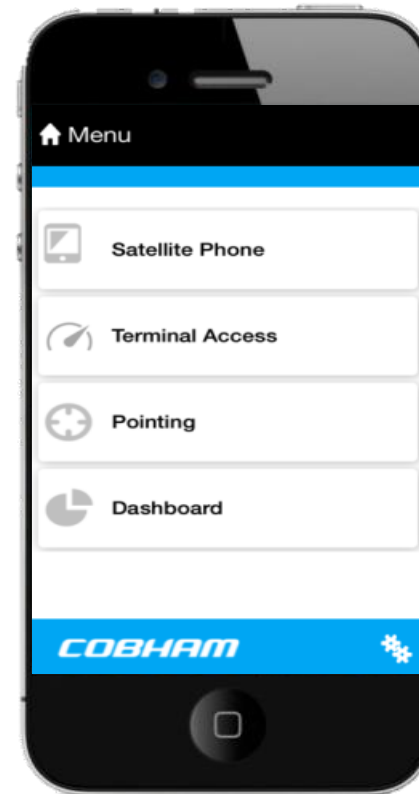 Menu
Satellite Phone
Terminal Access
Pointing
Dashboard
COBHAM